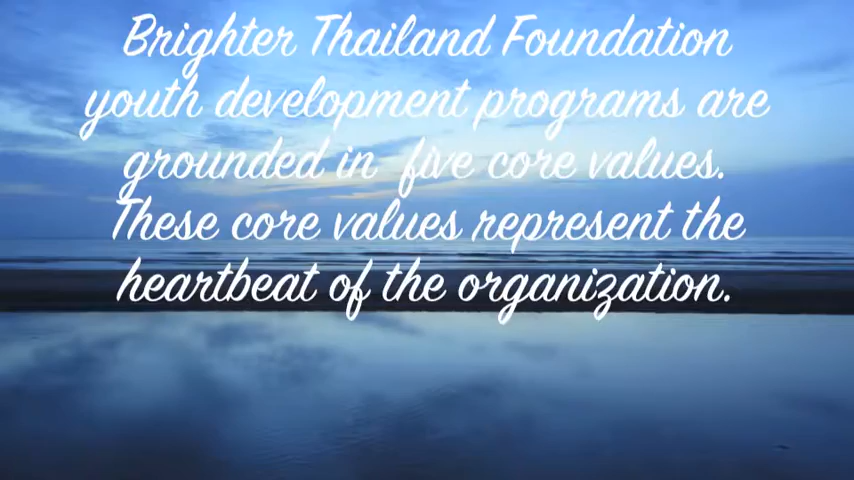 Brighter Thailand Foundation
youth development programs are
grounded in five core values.
These core values represent the
heartbeat of the organization.